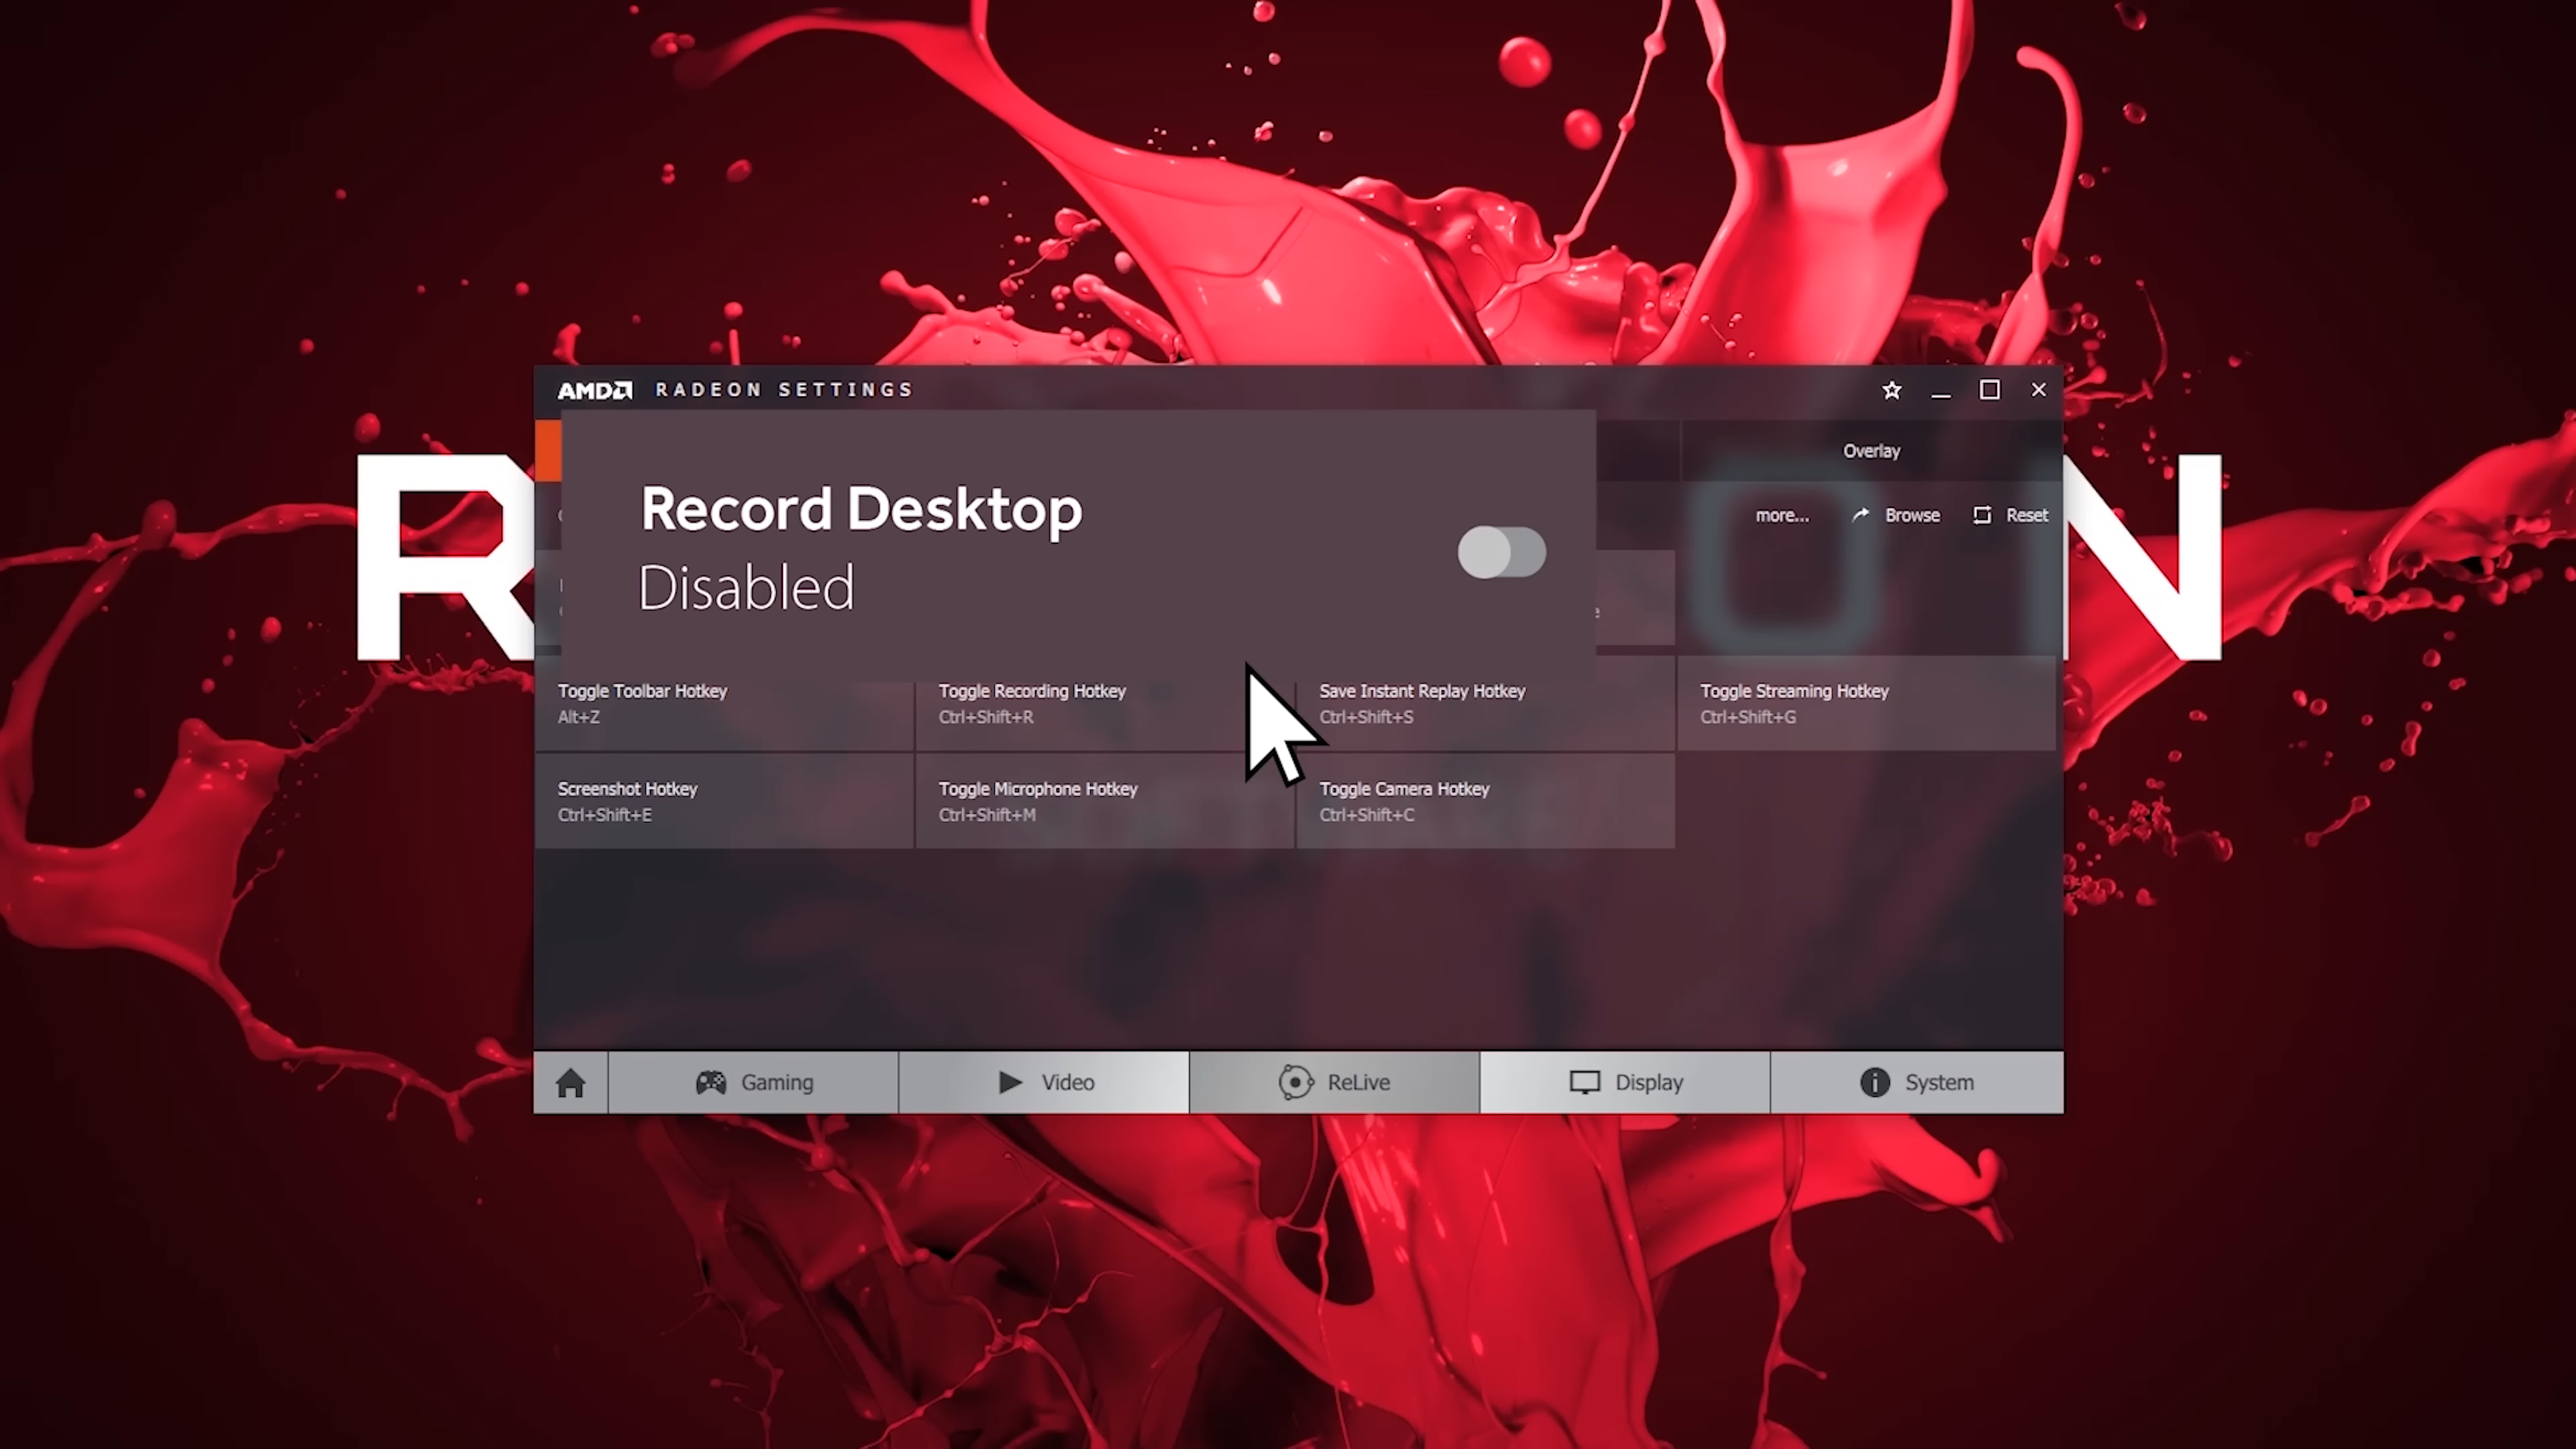 AMD RADEON SETTINGS
Overlay
Record Desktop
Disabled
more...
Browse
Reset
R
O N
Toggle Toolbar Hotkey
Alt+Z
Toggle Recording Hotkey
Ctrl+Shift+R
Save Instant Replay Hotkey
Ctrl+Shift+S
Toggle Streaming Hotkey
Ctrl+Shift+G
Screenshot Hotkey
Ctrl+Shift+E
Toggle Microphone Hotkey
Ctrl+Shift+M
Toggle Camera Hotkey
Ctrl+Shift+C
Gaming
Video
ReLive
Display
System